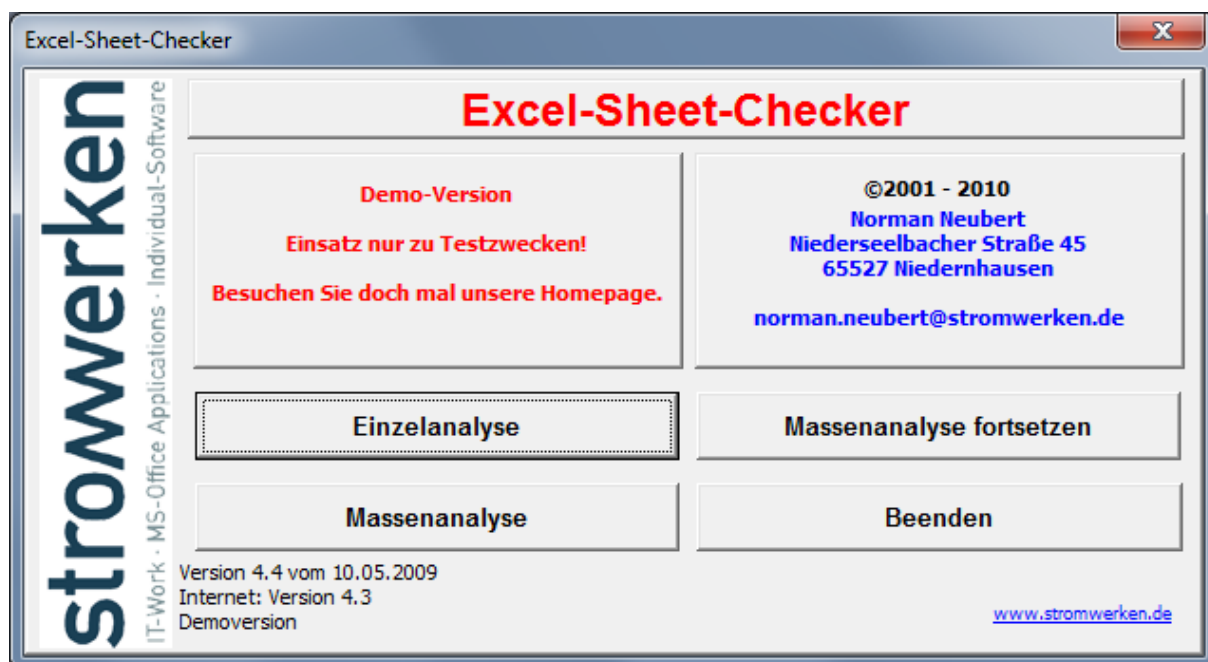 Excel-Sheet-Checker
X
stromwerken
IT-Work · MS-Office Applications · Individual-Software
Excel-Sheet-Checker
Demo-Version
Einsatz nur zu Testzwecken!
Besuchen Sie doch mal unsere Homepage.
©2001 - 2010
Norman Neubert
Niederseelbacher Straße 45
65527 Niedernhausen
norman.neubert@stromwerken.de
Einzelanalyse
Massenanalyse fortsetzen
Massenanalyse
Beenden
Version 4.4 vom 10.05.2009
Internet: Version 4.3
Demoversion
www.stromwerken.de